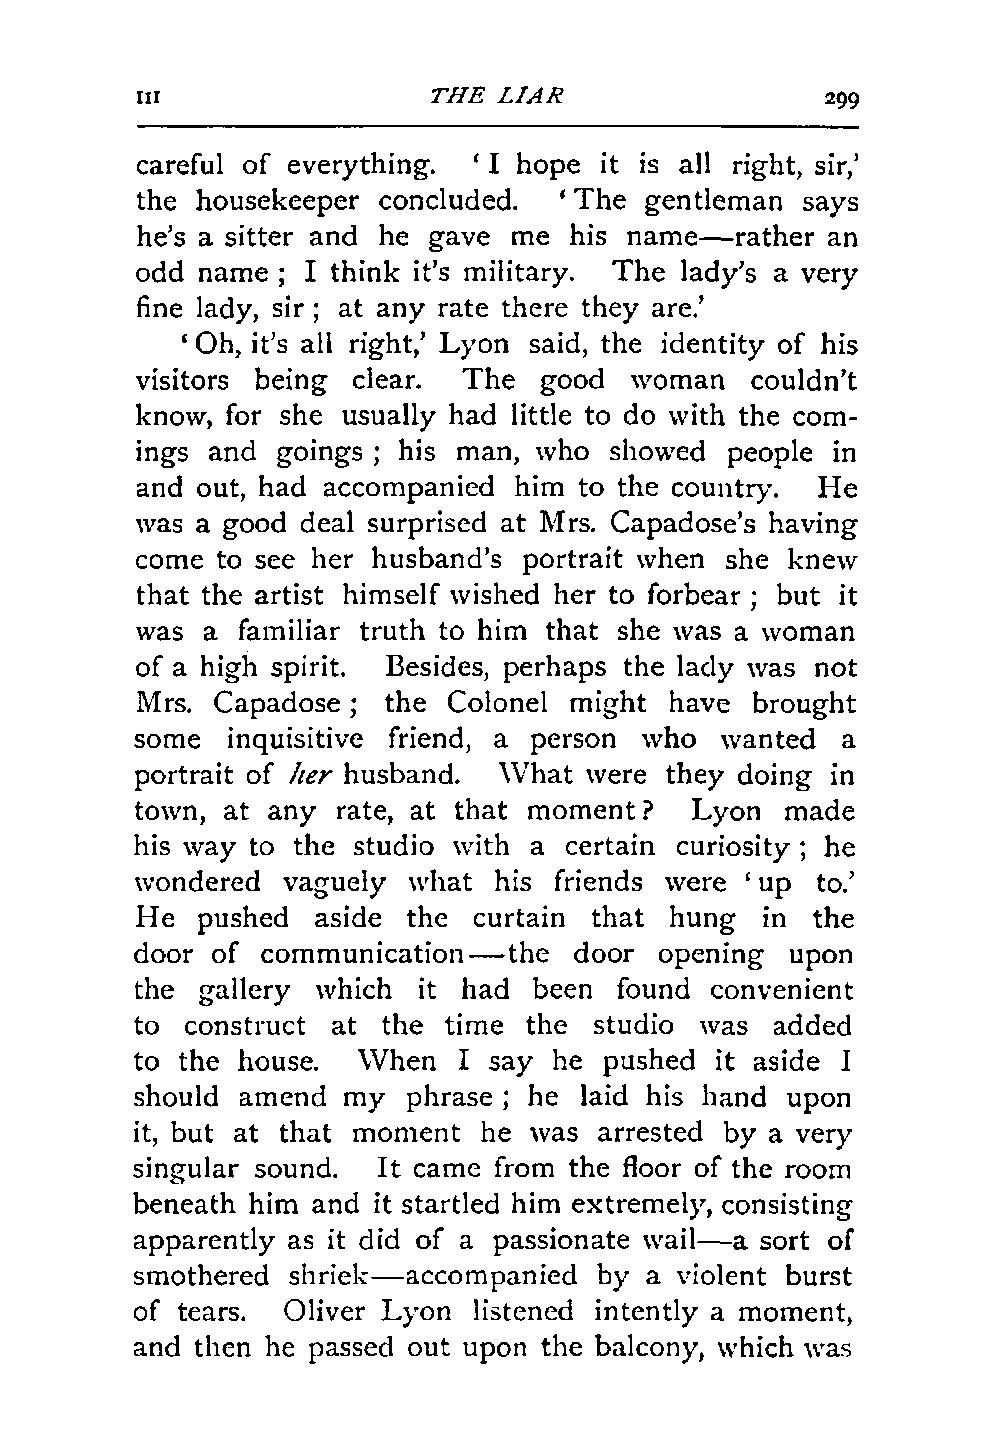 III THE LIAR 299
careful of everything. ‘I hope it is all right, sir,’
the housekeeper concluded. ‘The gentleman says
he’s a sitter and he gave me his name—rather an
odd name ; I think it’s military. The lady’s a very
fine lady, sir ; at any rate there they are.’
‘Oh, it’s all right,’ Lyon said, the identity of his
visitors being clear. The good woman couldn’t
know, for she usually had little to do with the com-
ings and goings ; his man, who showed people in
and out, had accompanied him to the country. He
was a good deal surprised at Mrs. Capadose’s having
come to see her husband’s portrait when she knew
that the artist himself wished her to forbear ; but it
was a familiar truth to him that she was a woman
of a high spirit. Besides, perhaps the lady was not
Mrs. Capadose ; the Colonel might have brought
some inquisitive friend, a person who wanted a
portrait of her husband. What were they doing in
town, at any rate, at that moment? Lyon made
his way to the studio with a certain curiosity ; he
wondered vaguely what his friends were ‘up to.’
He pushed aside the curtain that hung in the
door of communication—the door opening upon
the gallery which it had been found convenient
to construct at the time the studio was added
to the house. When I say he pushed it aside I
should amend my phrase ; he laid his hand upon
it, but at that moment he was arrested by a very
singular sound. It came from the floor of the room
beneath him and it startled him extremely, consisting
apparently as it did of a passionate wail—a sort of
smothered shriek—accompanied by a violent burst
of tears. Oliver Lyon listened intently a moment,
and then he passed out upon the balcony, which was